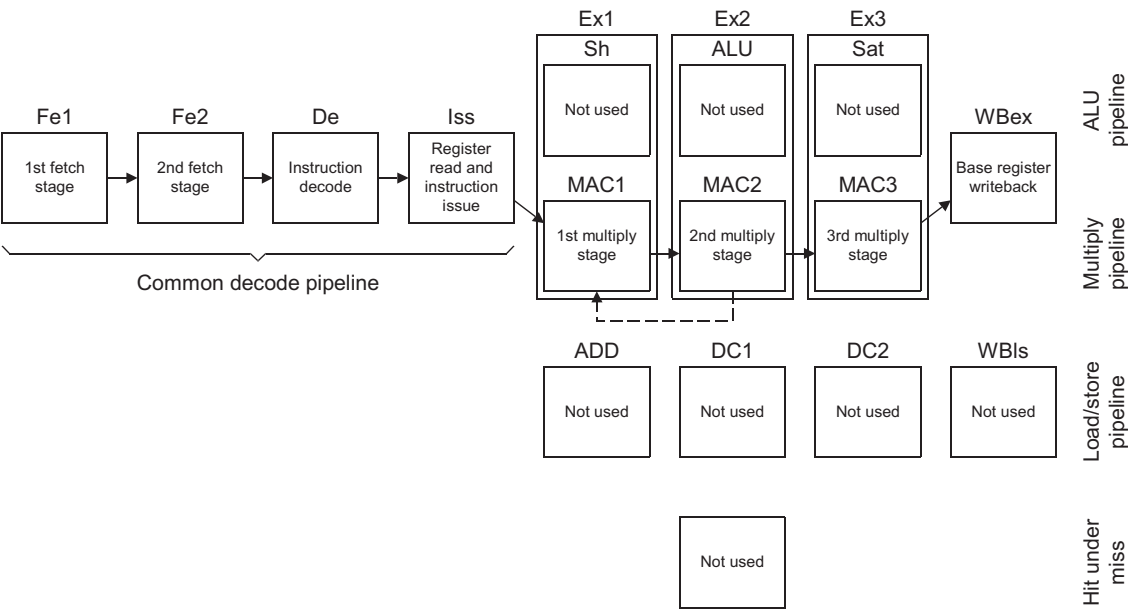 Ex1 Ex2 Ex3
Sh ALU Sat
Not used Not used Not used
ALU
pipeline
Fe1 Fe2 De Iss WBex
1st fetch
stage
2nd fetch
stage
Instruction
decode
Register
read and
instruction
issue
Base register
writeback
MAC1 MAC2 MAC3
1st multiply
stage
2nd multiply
stage
3rd multiply
stage
Multiply
pipeline
Common decode pipeline
ADD DC1 DC2 WBls
Not used Not used Not used Not used
Load/store
pipeline
Not used
Hit under
miss